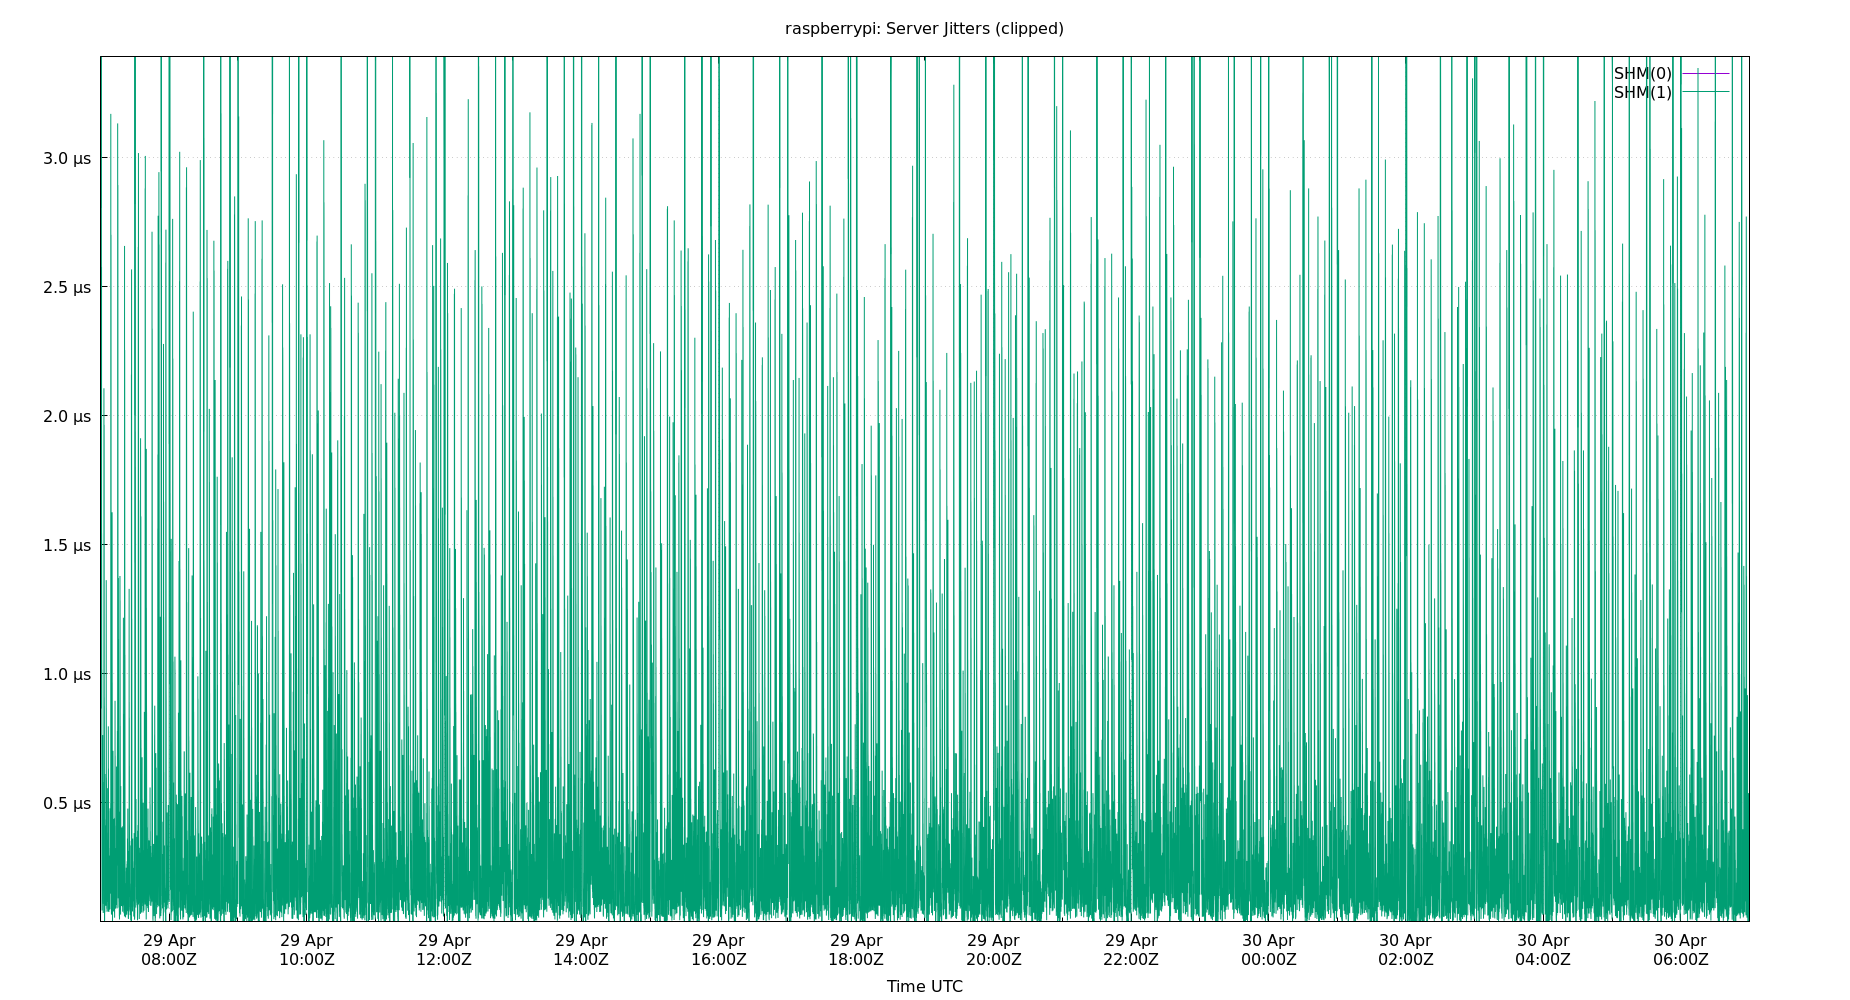 raspberrypi: Server Jitters (clipped)
SHM(0)
SHM(1)
3.0 µs
2.5 µs
2.0 µs
1.5 µs
1.0 µs
0.5 µs
29 Apr 29 Apr 29 Apr 29 Apr 29 Apr 29 Apr 29 Apr 29 Apr 30 Apr 30 Apr 30 Apr 30 Apr
08:00Z 10:00Z 12:00Z 14:00Z 16:00Z 18:00Z 20:00Z 22:00Z 00:00Z 02:00Z 04:00Z 06:00Z
Time UTC